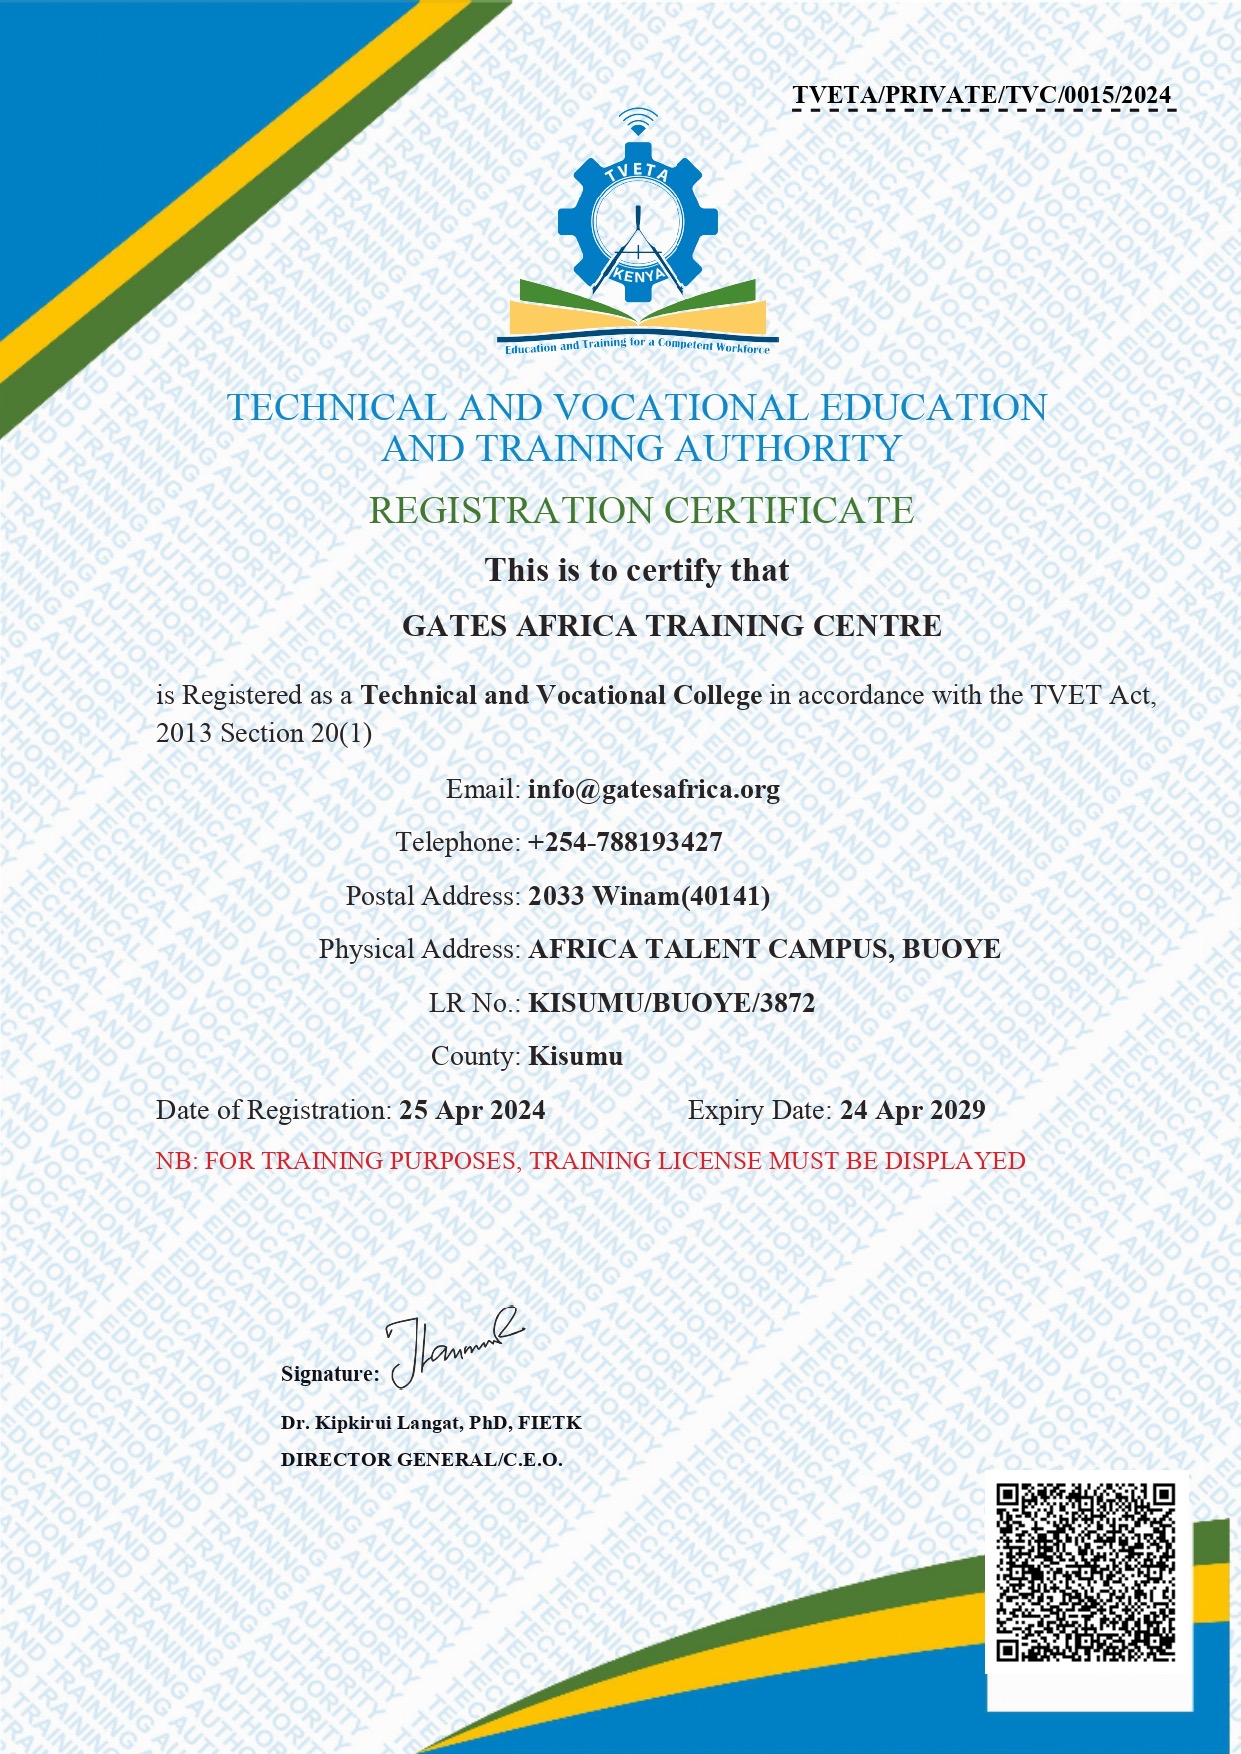 TVETA/PRIVATE/TVC/0015/2024
TVETA
KENYA
Education and Training for a Competent Workforce
TECHNICAL AND VOCATIONAL EDUCATION
AND TRAINING AUTHORITY
REGISTRATION CERTIFICATE
This is to certify that
GATES AFRICA TRAINING CENTRE
is Registered as a Technical and Vocational College in accordance with the TVET Act,
2013 Section 20(1)
Email: info@gatesafrica.org
Telephone: +254-788193427
Postal Address: 2033 Winam(40141)
Physical Address: AFRICA TALENT CAMPUS, BUOYE
LR No.: KISUMU/BUOYE/3872
County: Kisumu
Date of Registration: 25 Apr 2024 Expiry Date: 24 Apr 2029
NB: FOR TRAINING PURPOSES, TRAINING LICENSE MUST BE DISPLAYED
Signature:
Dr. Kipkirui Langat, PhD, FIETK
DIRECTOR GENERAL/C.E.O.